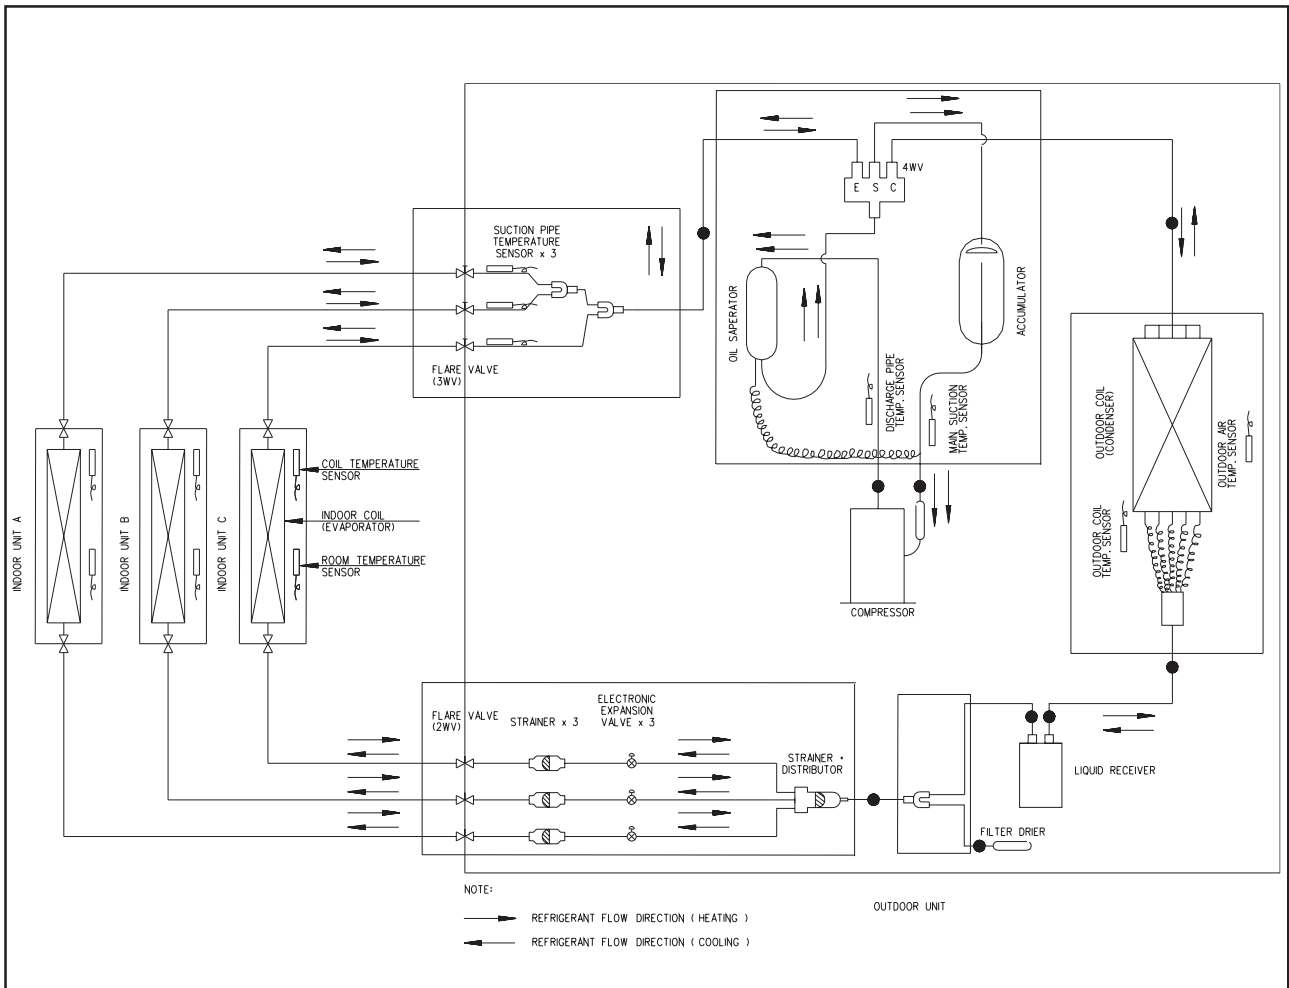 4WV
E S C
SUCTION PIPE
TEMPERATURE
SENSOR x 3
OIL SAPERATOR
ACCUMULATOR
FLARE VALVE
(3WV)
DISCHARGE PIPE
TEMP. SENSOR
MAIN SUCTION
TEMP. SENSOR
OUTDOOR COIL
(CONDENSER)
OUTDOOR AIR
TEMP. SENSOR
OUTDOOR COIL
TEMP. SENSOR
INDOOR UNIT A
INDOOR UNIT B
INDOOR UNIT C
COIL TEMPERATURE
SENSOR
INDOOR COIL
(EVAPORATOR)
ROOM TEMPERATURE
SENSOR
COMPRESSOR
FLARE VALVE
(2WV)
STRAINER x 3
ELECTRONIC
EXPANSION
VALVE x 3
STRAINER +
DISTRIBUTOR
LIQUID RECEIVER
FILTER DRIER
NOTE:
REFRIGERANT FLOW DIRECTION ( HEATING )
REFRIGERANT FLOW DIRECTION ( COOLING )
OUTDOOR UNIT